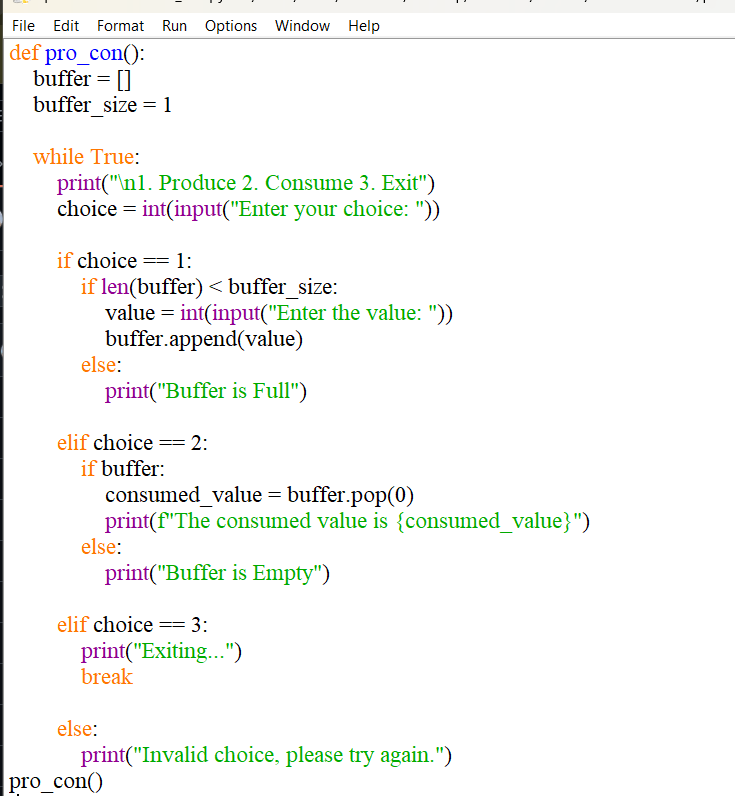 File Edit Format Run Options Window Help
def pro_con():
    buffer = []
    buffer_size = 1

    while True:
        print("\n1. Produce 2. Consume 3. Exit")
        choice = int(input("Enter your choice: "))

        if choice == 1:
            if len(buffer) < buffer_size:
                value = int(input("Enter the value: "))
                buffer.append(value)
            else:
                print("Buffer is Full")

        elif choice == 2:
            if buffer:
                consumed_value = buffer.pop(0)
                print(f"The consumed value is {consumed_value}")
            else:
                print("Buffer is Empty")

        elif choice == 3:
            print("Exiting...")
            break

        else:
            print("Invalid choice, please try again.")
pro_con()